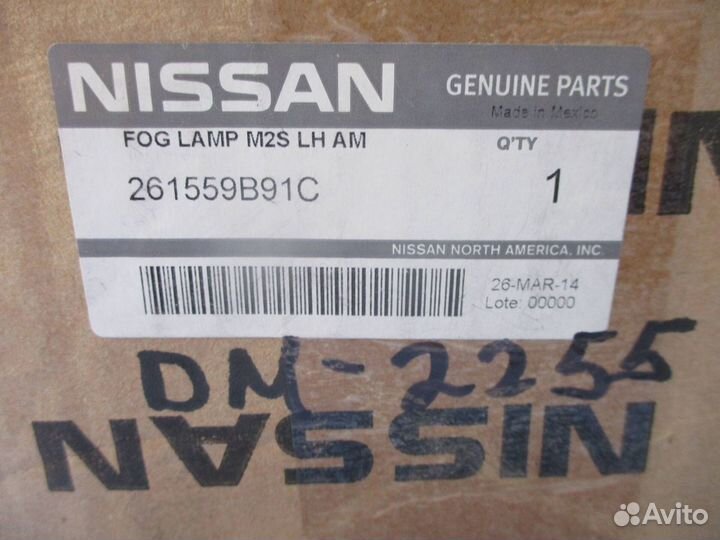 NISSAN GENUINE PARTS
Made in Mexico
FOG LAMP M2S LH AM Q'TY
261559B91C 1
NISSAN NORTH AMERICA, INC.
26-MAR-14
Lote: 00000
DM-2255
NISSAN
Avito